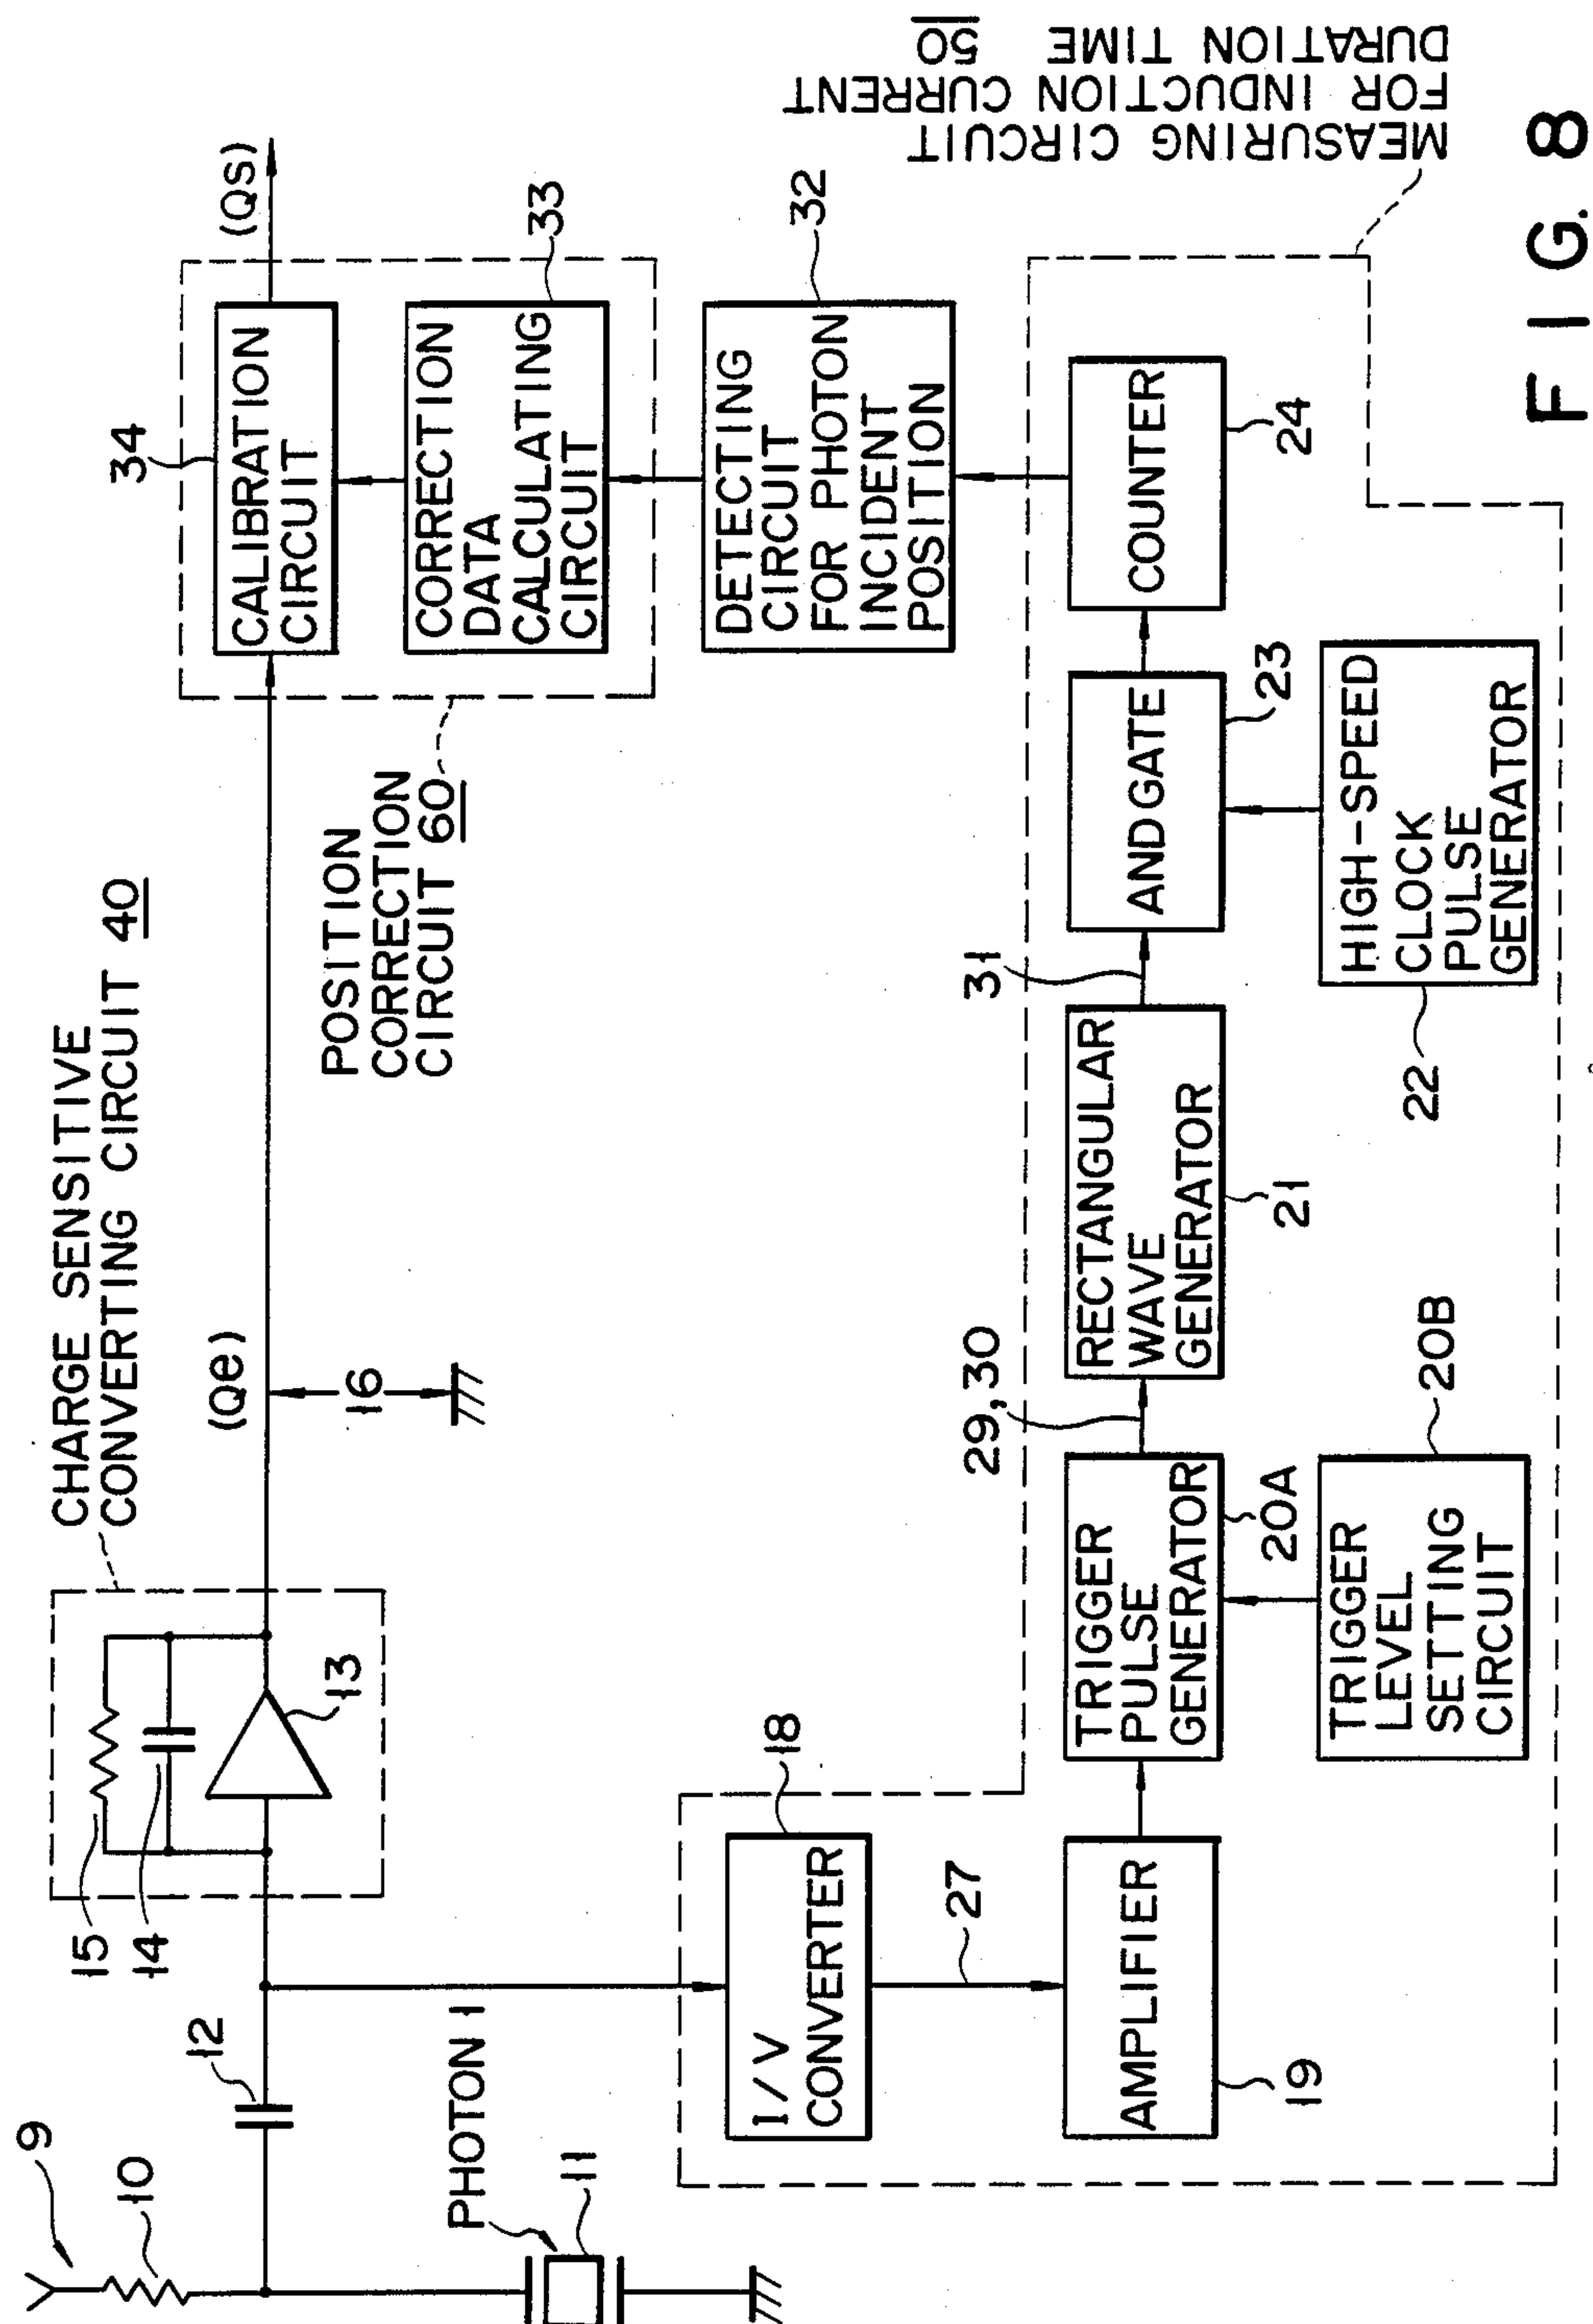 CHARGE SENSITIVE
CONVERTING CIRCUIT 40
9
10
12
15
14
13
(Qe)
16
34
CALIBRATION
CIRCUIT
(Qs)
POSITION
CORRECTION
CIRCUIT 60
CORRECTION
DATA
CALCULATING
CIRCUIT
33
PHOTON 1
11
DETECTING
CIRCUIT
FOR PHOTON
INCIDENT
POSITION
32
I/V
CONVERTER
18
27
AMPLIFIER
19
TRIGGER
PULSE
GENERATOR
20A
29,30
RECTANGULAR
WAVE
GENERATOR
21
31
AND GATE
23
COUNTER
24
TRIGGER
LEVEL
SETTING
CIRCUIT
20B
HIGH-SPEED
CLOCK
PULSE
GENERATOR
22
MEASURING CIRCUIT
FOR INDUCTION CURRENT
DURATION TIME 50
FIG. 8